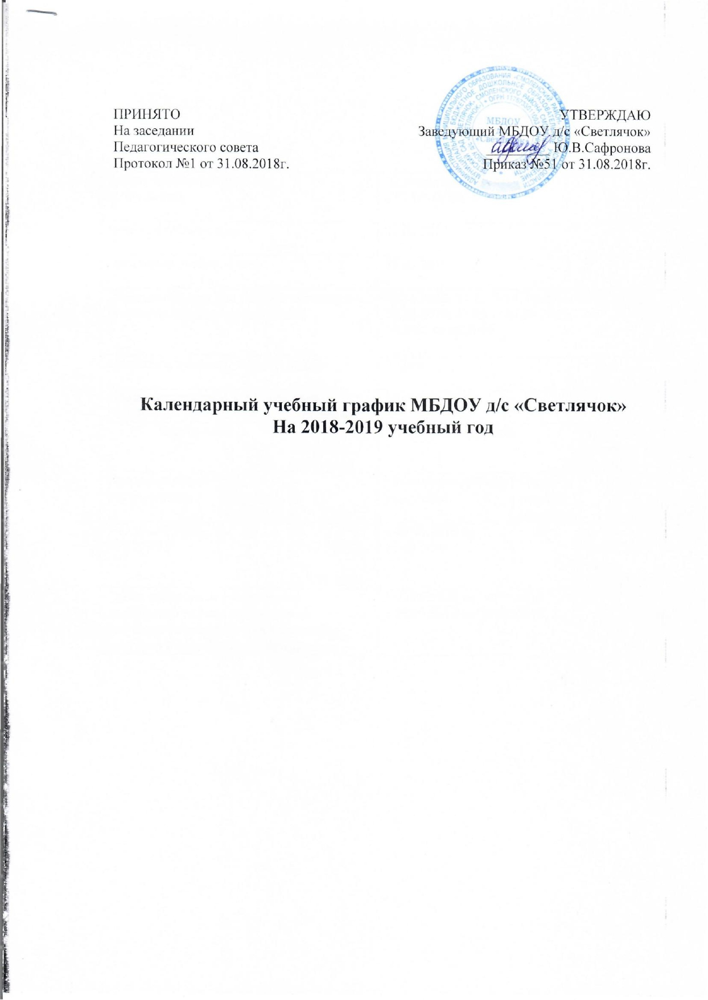 ПРИНЯТО
На заседании
Педагогического совета
Протокол №1 от 31.08.2018г.
УТВЕРЖДАЮ
Заведующий МБДОУ д/с «Светлячок»
Ю.В.Сафронова
Приказ №51 от 31.08.2018г.
МБДОУ
Календарный учебный график МБДОУ д/с «Светлячок»
На 2018-2019 учебный год